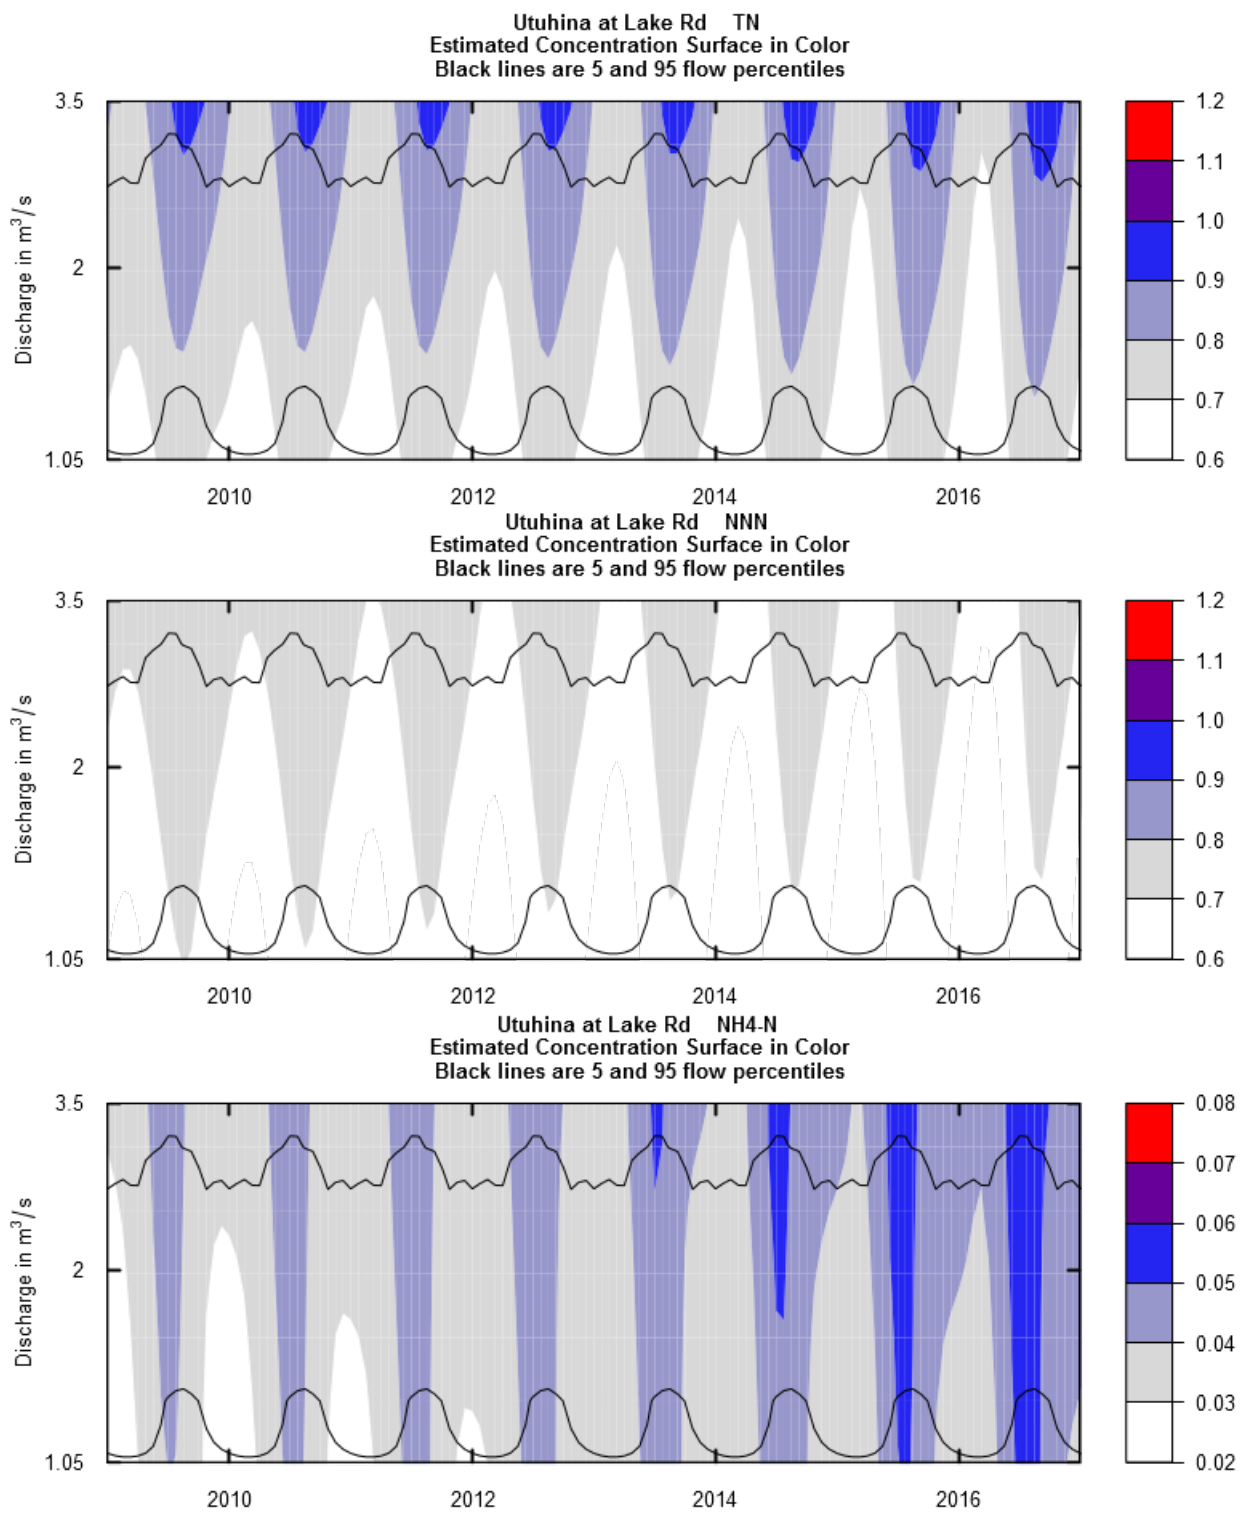 Utuhina at Lake Rd TN
Estimated Concentration Surface in Color
Black lines are 5 and 95 flow percentiles
3.5
2
1.05
Discharge in m³/s
2010 2012 2014 2016
1.2
1.1
1.0
0.9
0.8
0.7
0.6
Utuhina at Lake Rd NNN
Estimated Concentration Surface in Color
Black lines are 5 and 95 flow percentiles
3.5
2
1.05
Discharge in m³/s
2010 2012 2014 2016
1.2
1.1
1.0
0.9
0.8
0.7
0.6
Utuhina at Lake Rd NH4-N
Estimated Concentration Surface in Color
Black lines are 5 and 95 flow percentiles
3.5
2
1.05
Discharge in m³/s
2010 2012 2014 2016
0.08
0.07
0.06
0.05
0.04
0.03
0.02